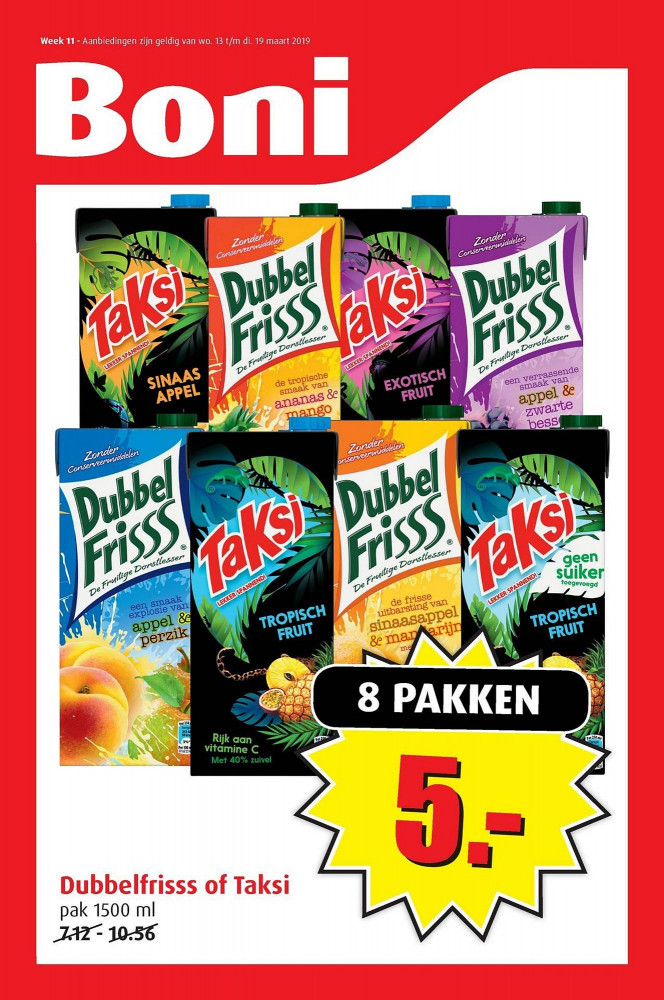 Week 11 - Aanbiedingen zijn geldig van wo. 13 t/m di. 19 maart 2019
Boni
Taksi
LEKKER SPANNEND!
SINAAS
APPEL
Zonder
Conserveermiddelen
Dubbel
Frisss®
De Fruitige Dorstlesser
de tropische
smaak van
ananas &
mango
Taksi
LEKKER SPANNEND!
EXOTISCH
FRUIT
Zonder
Conserveermiddelen
Dubbel
Frisss®
De Fruitige Dorstlesser
een verrassende
smaak van
appel &
zwarte
bess
Zonder
Conserveermiddelen
Dubbel
Frisss®
De Fruitige Dorstlesser
een smaak
explosie van
appel &
perzik
Taksi
LEKKER SPANNEND!
TROPISCH
FRUIT
Rijk aan
vitamine C
Met 40% zuivel
Zonder
Conserveermiddelen
Dubbel
Frisss®
De Fruitige Dorstlesser
de frisse
uitbarsting van
sinaasappel
& mandarijn
Taksi
LEKKER SPANNEND!
geen
suiker
toegevoegd
TROPISCH
FRUIT
8 PAKKEN
5.-
Dubbelfrisss of Taksi
pak 1500 ml
7.12 - 10.56